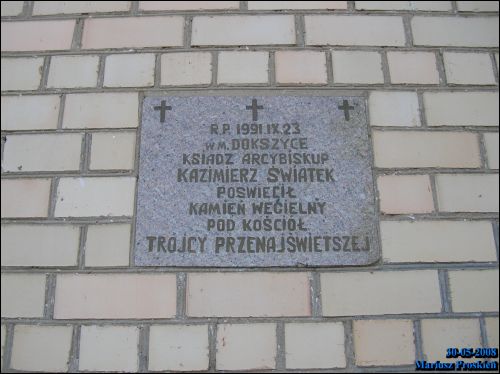 R.P. 1991.IX.23
W M. DOKSZYCE
KSIĄDZ ARCYBISKUP
KAZIMIERZ ŚWIĄTEK
POŚWIĘCIŁ
KAMIEŃ WĘGIELNY
POD KOŚCIÓŁ
TRÓJCY PRZENAJŚWIĘTSZEJ
30-05-2008
Mariusz Proskień